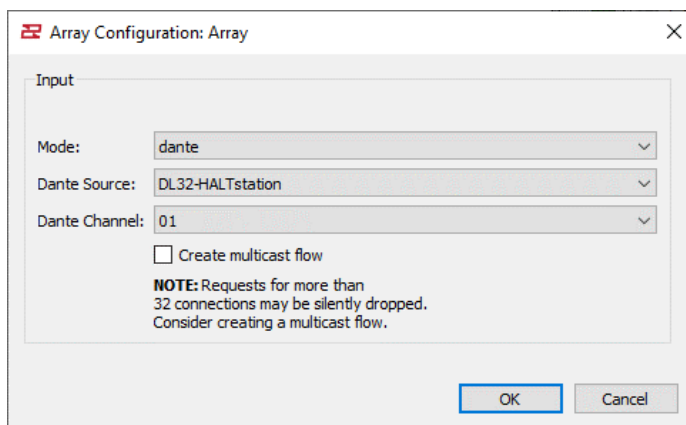 Array Configuration: Array
Input
Mode: dante
Dante Source: DL32-HALTstation
Dante Channel: 01
Create multicast flow
NOTE: Requests for more than
32 connections may be silently dropped.
Consider creating a multicast flow.
OK Cancel